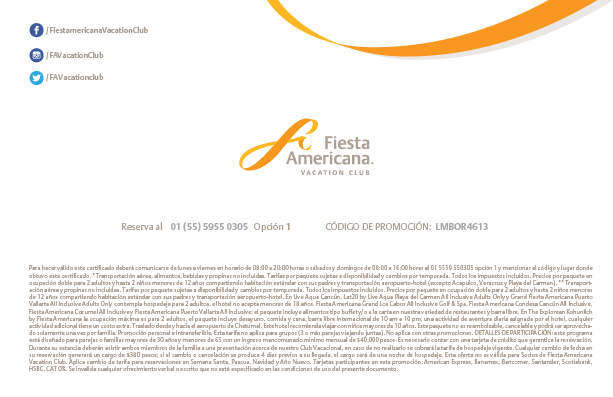 /FiestamericanaVacationClub
/FAVacationClub
/FAVacationclub
Fiesta
Americana.
VACATION CLUB
Reserva al 01 (55) 5955 0305 Opción 1 CÓDIGO DE PROMOCIÓN: LMBOR4613
Para hacer válido este certificado deberá comunicarse de lunes a viernes en horario de 08:00 a 20:00 horas o sábados y domingos de 08:00 a 16:00 horas al 01 5559 550305 opción 1 y mencionar el código y lugar donde
obtuvo este certificado. *Transportación aérea, alimentos, bebidas y propinas no incluidas. Tarifas por paquete sujetas a disponibilidad y cambios por temporada. Todos los impuestos incluidos. Precios por paquete en
ocupación doble para 2 adultos y hasta 2 niños menores de 12 años compartiendo habitación estándar con sus padres y transportación aeropuerto-hotel (excepto Acapulco, Veracruz y Playa del Carmen). ** Transport-
ación aérea y propinas no incluidas. Tarifas por paquete sujetas a disponibilidad y cambios por temporada. Todos los impuestos incluidos. Precios por paquete en ocupación doble para 2 adultos y hasta 2 niños menores
de 12 años compartiendo habitación estándar con sus padres y transportación aeropuerto-hotel. En Live Aqua Cancún, Lat20 by Live Aqua Playa del Carmen All Inclusive Adults Only y Grand Fiesta Americana Puerto
Vallarta All Inclusive Adults Only contempla hospedaje para 2 adultos, el hotel no acepta menores de 18 años. Fiesta Americana Grand Los Cabos All Inclusive Golf & Spa, Fiesta Americana Condesa Cancún All Inclusive,
Fiesta Americana Cozumel All Inclusive y Fiesta Americana Puerto Vallarta All Inclusive; el paquete incluye alimentos tipo buffet y/o a la carta en nuestra variedad de restaurantes y barra libre. En The Explorean Kohunlich
by Fiesta Americana la ocupación máxima es para 2 adultos, el paquete incluye desayuno, comida y cena, barra libre internacional de 10 am a 10 pm, una actividad de aventura diaria asignada por el hotel, cualquier
actividad adicional tiene un costo extra. Traslado desde y hacia el aeropuerto de Chetumal. Este hotel recomienda viajar con niños mayores de 10 años. Este paquete no es reembolsable, cancelable y podrá ser aprovecha-
do solamente una vez por familia. Promoción personal e intransferible. Esta tarifa no aplica para grupos (3 o más parejas viajando juntas). No aplica con otras promociones. DETALLES DE PARTICIPACIÓN: este programa
está diseñado para parejas o familias mayores de 30 años y menores de 65 con un ingreso mancomunado mínimo mensual de $40,000 pesos. Es necesario contar con una tarjeta de crédito que garantice la reservación.
Durante su estancia deberán asistir ambos miembros de la familia a una presentación acerca de nuestro Club Vacacional, en caso de no realizarlo se cobrará la tarifa de hospedaje vigente. Cualquier cambio de fecha en
su reservación generará un cargo de $380 pesos; si el cambio o cancelación se produce 4 días previos a su llegada, el cargo será de una noche de hospedaje. Esta oferta no es válida para Socios de Fiesta Americana
Vacation Club. Aplica cambio de tarifa para reservaciones en Semana Santa, Pascua, Navidad y Año Nuevo. Tarjetas participantes en esta promoción: American Express, Banamex, Bancomer, Santander, Scotiabank,
HSBC, CAT 0%. Se invalida cualquier ofrecimiento verbal o escrito que no esté especificado en las condiciones de uso del presente documento.